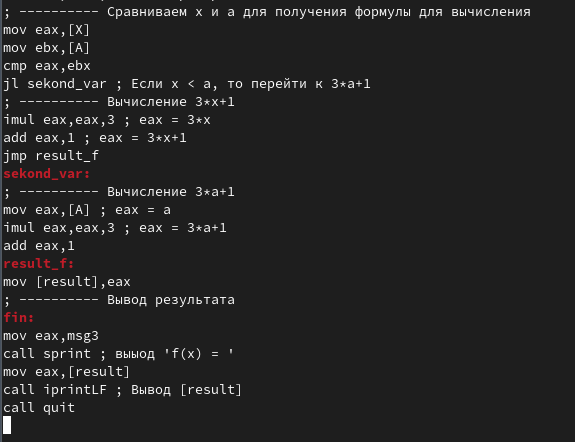 ; ---------- Сравниваем x и a для получения формулы для вычисления
mov eax,[X]
mov ebx,[A]
cmp eax,ebx
jl sekond_var ; Если x < a, то перейти к 3*a+1
; ---------- Вычисление 3*x+1
imul eax,eax,3 ; eax = 3*x
add eax,1 ; eax = 3*x+1
jmp result_f
sekond_var:
; ---------- Вычисление 3*a+1
mov eax,[A] ; eax = a
imul eax,eax,3 ; eax = 3*a+1
add eax,1
result_f:
mov [result],eax
; ---------- Вывод результата
fin:
mov eax,msg3
call sprint ; выыод 'f(x) = '
mov eax,[result]
call iprintLF ; Вывод [result]
call quit